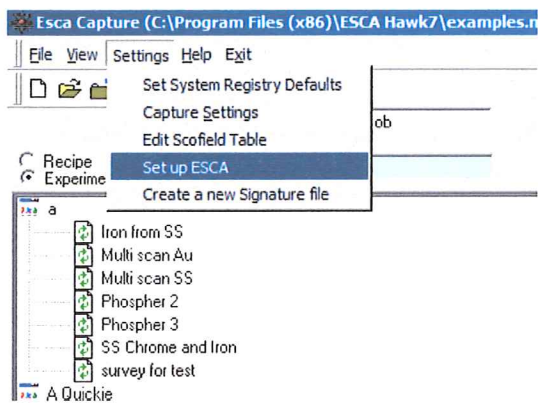 Esca Capture (C:\Program Files (x86)\ESCA Hawk7\examples.n
File View Settings Help Exit
Set System Registry Defaults
Capture Settings
ob
Edit Scofield Table
Recipe
Set up ESCA
Experime
Create a new Signature file
a
Iron from SS
Multi scan Au
Multi scan SS
Phospher 2
Phospher 3
SS Chrome and Iron
survey for test
A Quickie